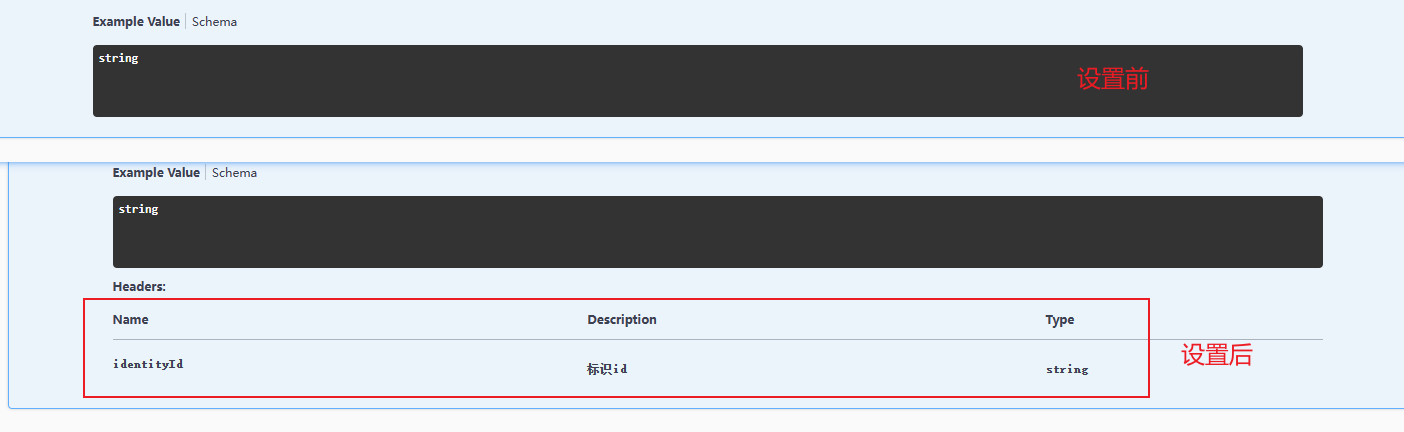 Example Value Schema
string
设置前
Example Value Schema
string
Headers:
Name Description Type
identityId 标识id string
设置后